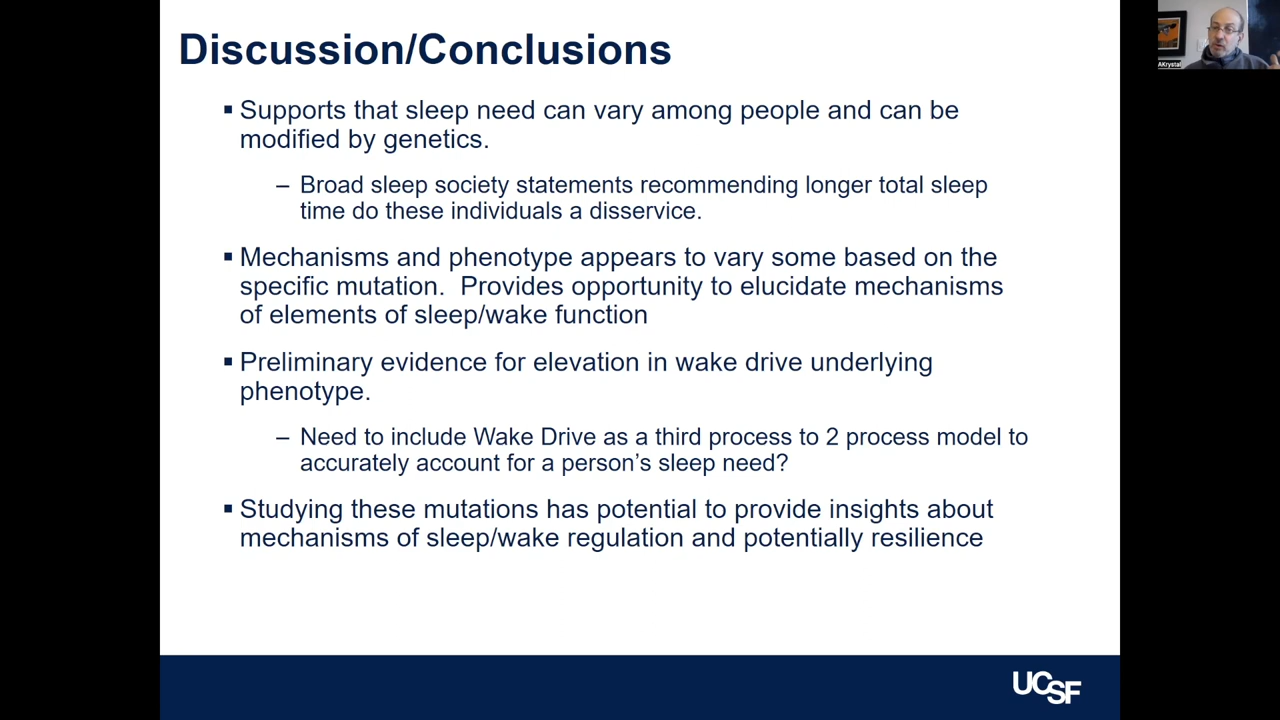 Discussion/Conclusions
▪ Supports that sleep need can vary among people and can be
modified by genetics.
– Broad sleep society statements recommending longer total sleep
time do these individuals a disservice.
▪ Mechanisms and phenotype appears to vary some based on the
specific mutation.  Provides opportunity to elucidate mechanisms
of elements of sleep/wake function
▪ Preliminary evidence for elevation in wake drive underlying
phenotype.
– Need to include Wake Drive as a third process to 2 process model to
accurately account for a person’s sleep need?
▪ Studying these mutations has potential to provide insights about
mechanisms of sleep/wake regulation and potentially resilience
UCSF
AKrystal